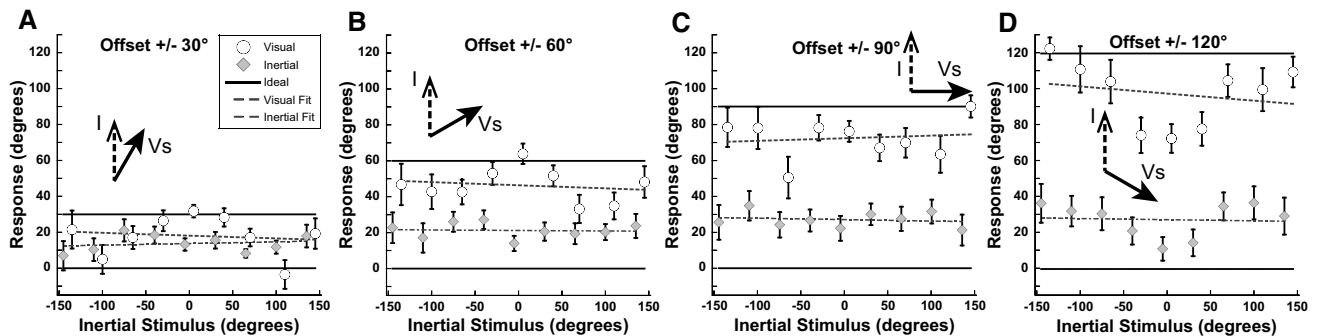 A
Offset +/- 30°
Visual
Inertial
Ideal
Visual Fit
Inertial Fit
I
Vs
Response (degrees)
120
100
80
60
40
20
0
-150 -100 -50 0 50 100 150
Inertial Stimulus (degrees)
B
Offset +/- 60°
I
Vs
Response (degrees)
120
100
80
60
40
20
0
-150 -100 -50 0 50 100 150
Inertial Stimulus (degrees)
C
Offset +/- 90°
I
Vs
Response (degrees)
120
100
80
60
40
20
0
-150 -100 -50 0 50 100 150
Inertial Stimulus (degrees)
D
Offset +/- 120°
I
Vs
Response (degrees)
120
100
80
60
40
20
0
-150 -100 -50 0 50 100 150
Inertial Stimulus (degrees)